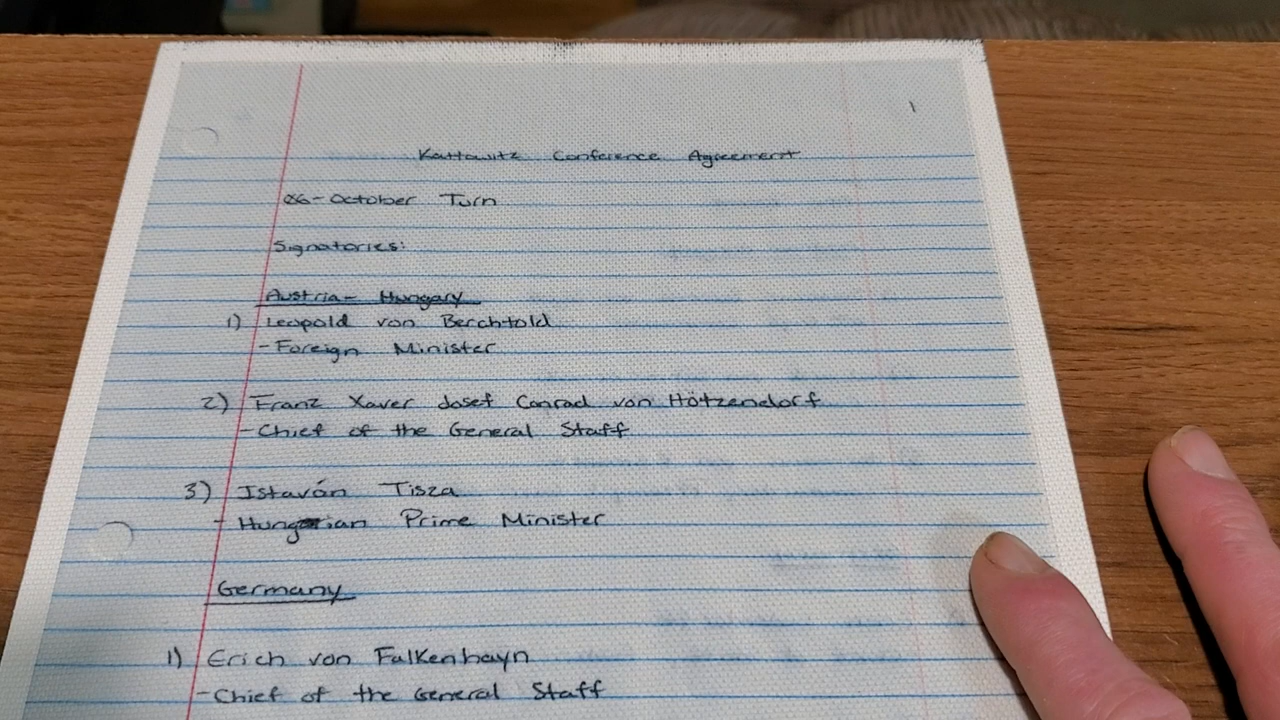 1
Kattowitz Conference Agreement
06-October Turn
Signatories:
Austria-Hungary
1) Leopold von Berchtold
-Foreign Minister
2) Franz Xaver Josef Conrad von Hötzendorf
-Chief of the General Staff
3) Istavón Tisza
-Hungarian Prime Minister
Germany
1) Erich von Falkenhayn
-Chief of the General Staff